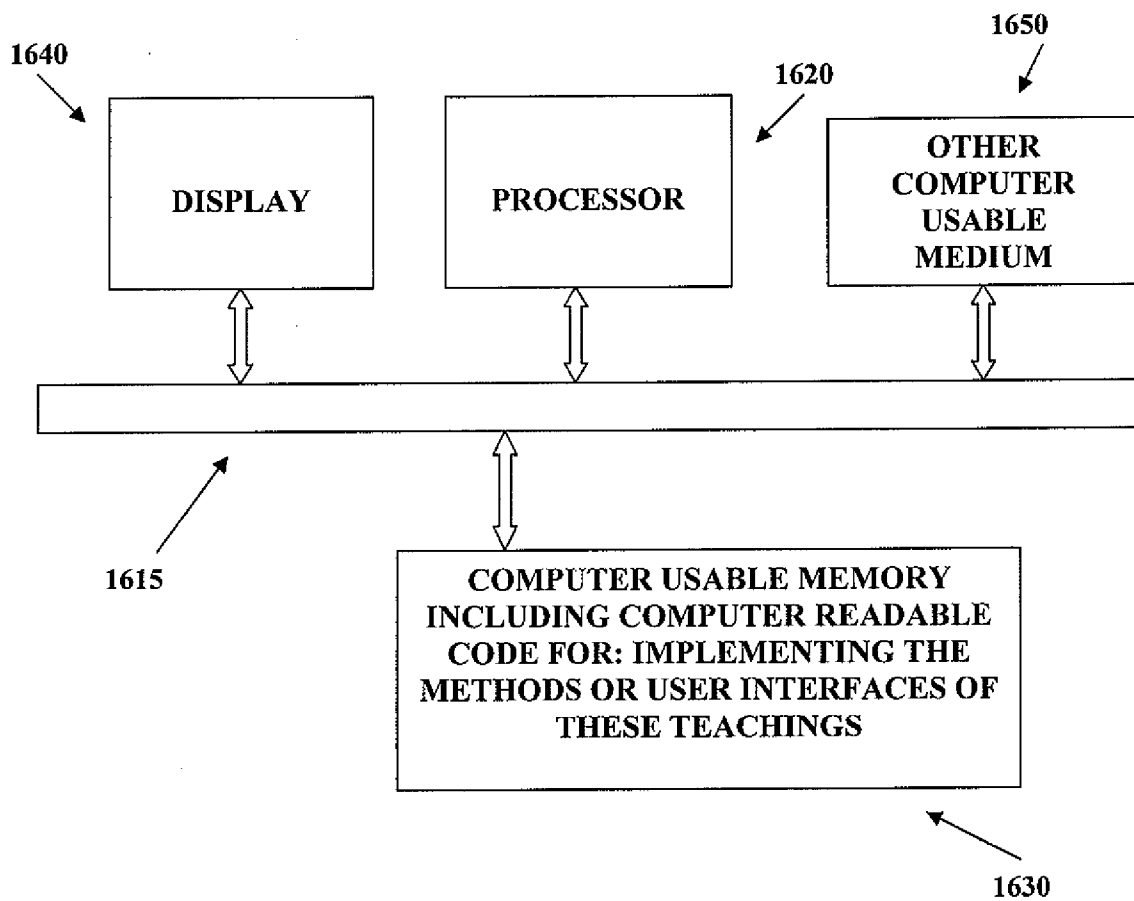 1650
1640
1620
DISPLAY
PROCESSOR
OTHER
COMPUTER
USABLE
MEDIUM
1615
COMPUTER USABLE MEMORY
INCLUDING COMPUTER READABLE
CODE FOR: IMPLEMENTING THE
METHODS OR USER INTERFACES OF
THESE TEACHINGS
1630